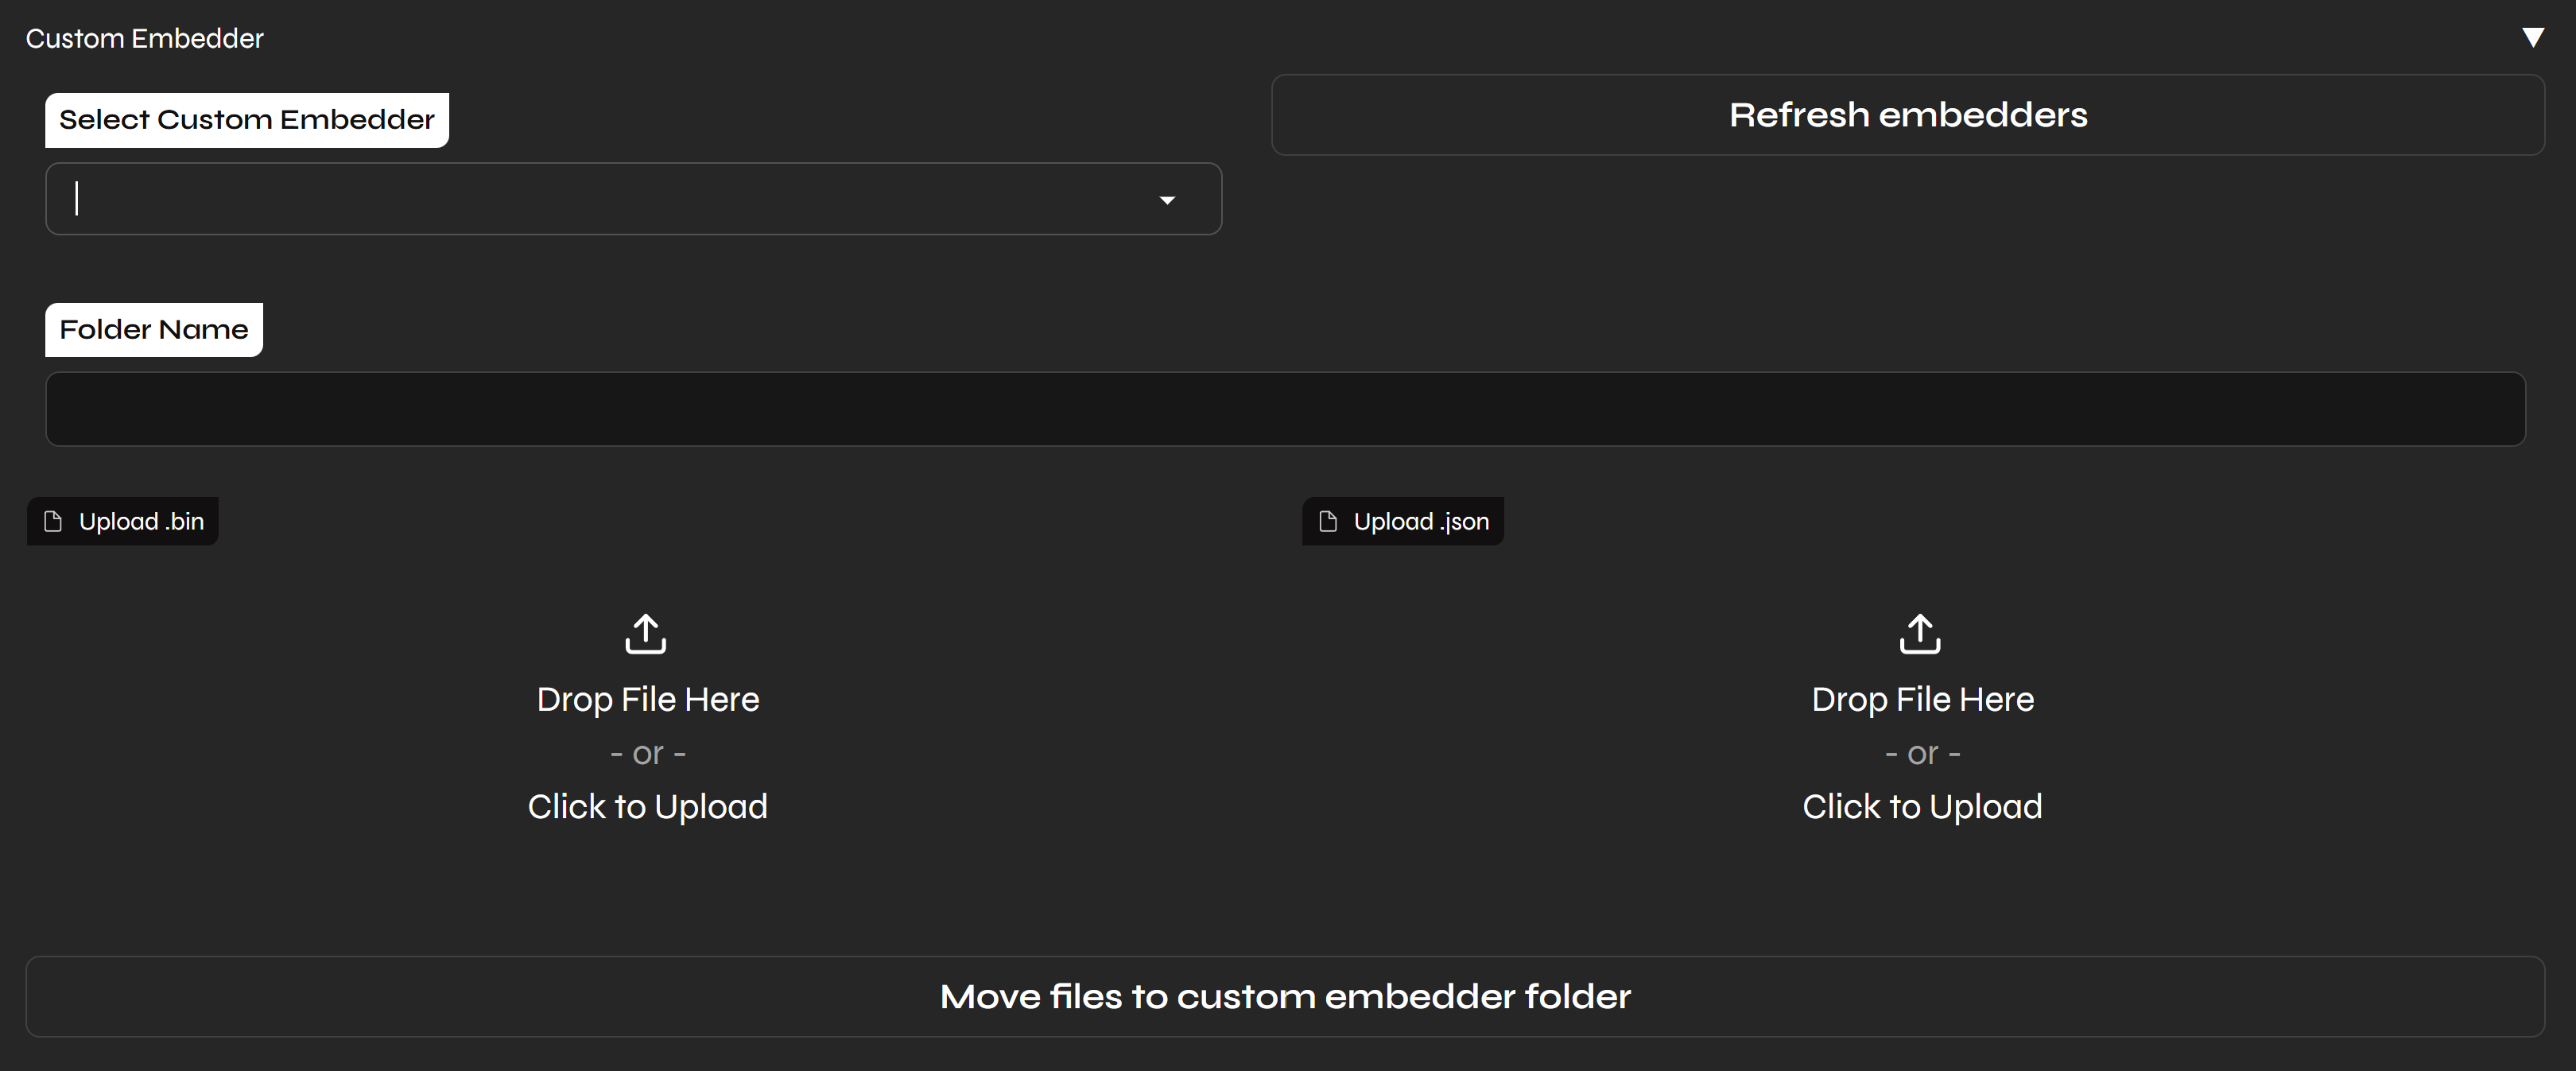 Custom Embedder
Select Custom Embedder
Refresh embedders
Folder Name
Upload .bin
Drop File Here
- or -
Click to Upload
Upload .json
Drop File Here
- or -
Click to Upload
Move files to custom embedder folder